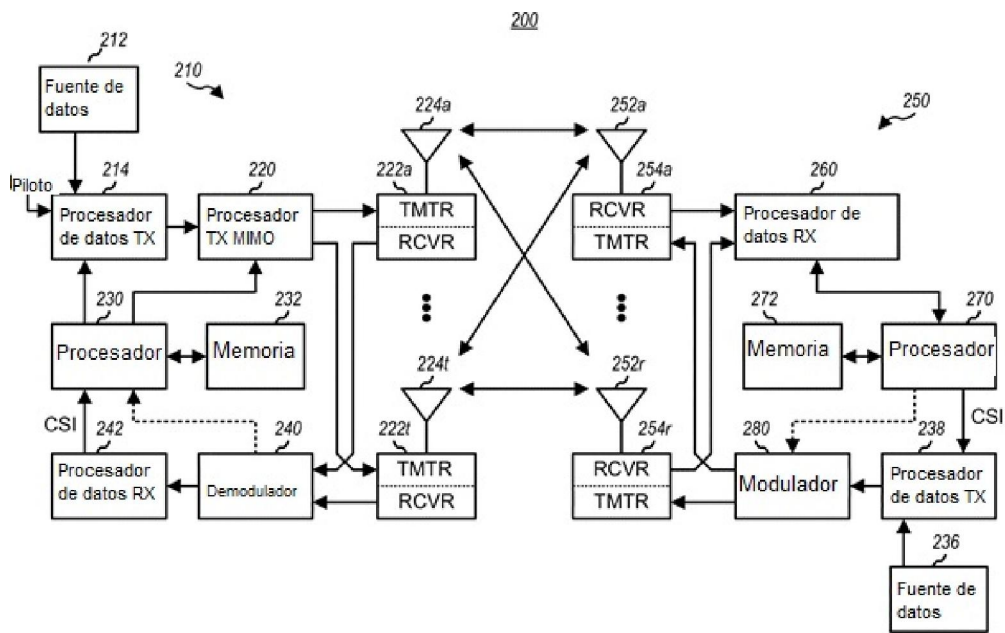 200
212
Fuente de
datos
210
224a
252a
250
Piloto
214
220
222a
254a
260
Procesador
de datos TX
Procesador
TX MIMO
TMTR
RCVR
RCVR
TMTR
Procesador de
datos RX
230
232
272
270
Procesador
Memoria
Memoria
Procesador
224t
252r
CSI
CSI
242
240
222t
254r
280
238
Procesador
de datos RX
Demodulador
TMTR
RCVR
RCVR
TMTR
Modulador
Procesador
de datos TX
236
Fuente de
datos